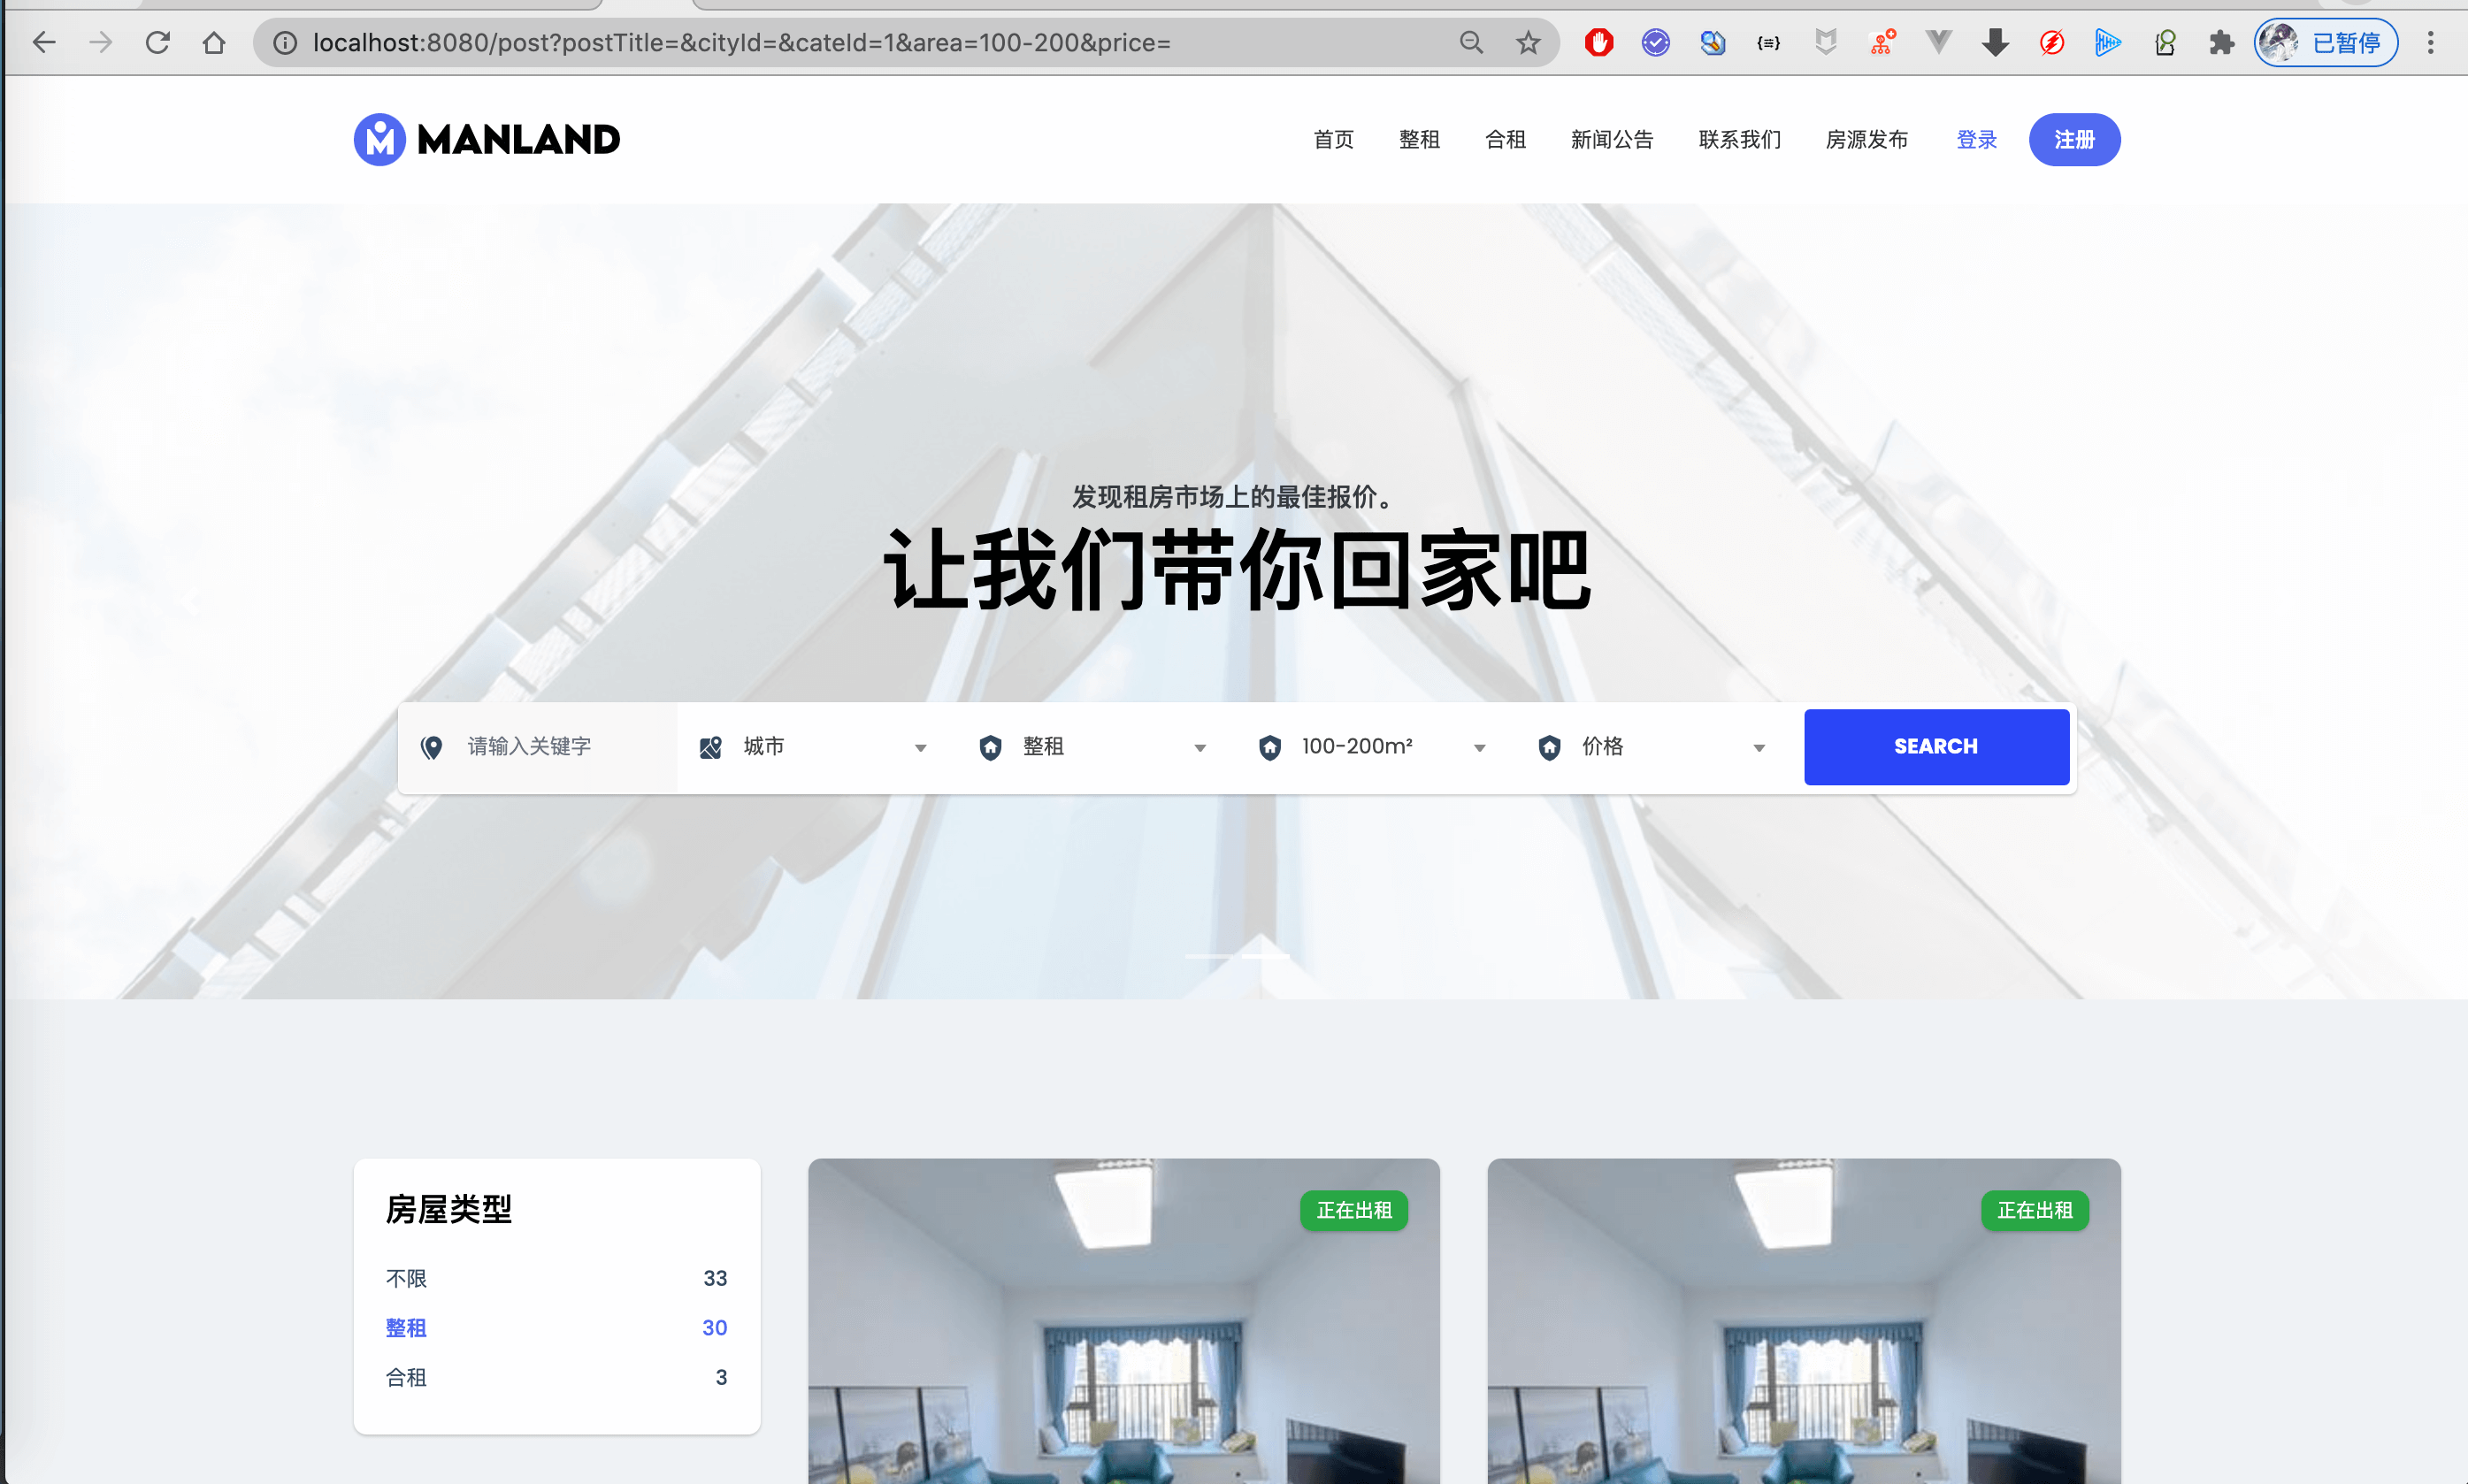 localhost:8080/post?postTitle=&cityId=&cateId=1&area=100-200&price=
已暂停
MANLAND
首页 整租 合租 新闻公告 联系我们 房源发布 登录 注册
发现租房市场上的最佳报价。
让我们带你回家吧
请输入关键字 城市 整租 100-200m² 价格 SEARCH
房屋类型
不限 33
整租 30
合租 3
正在出租
正在出租